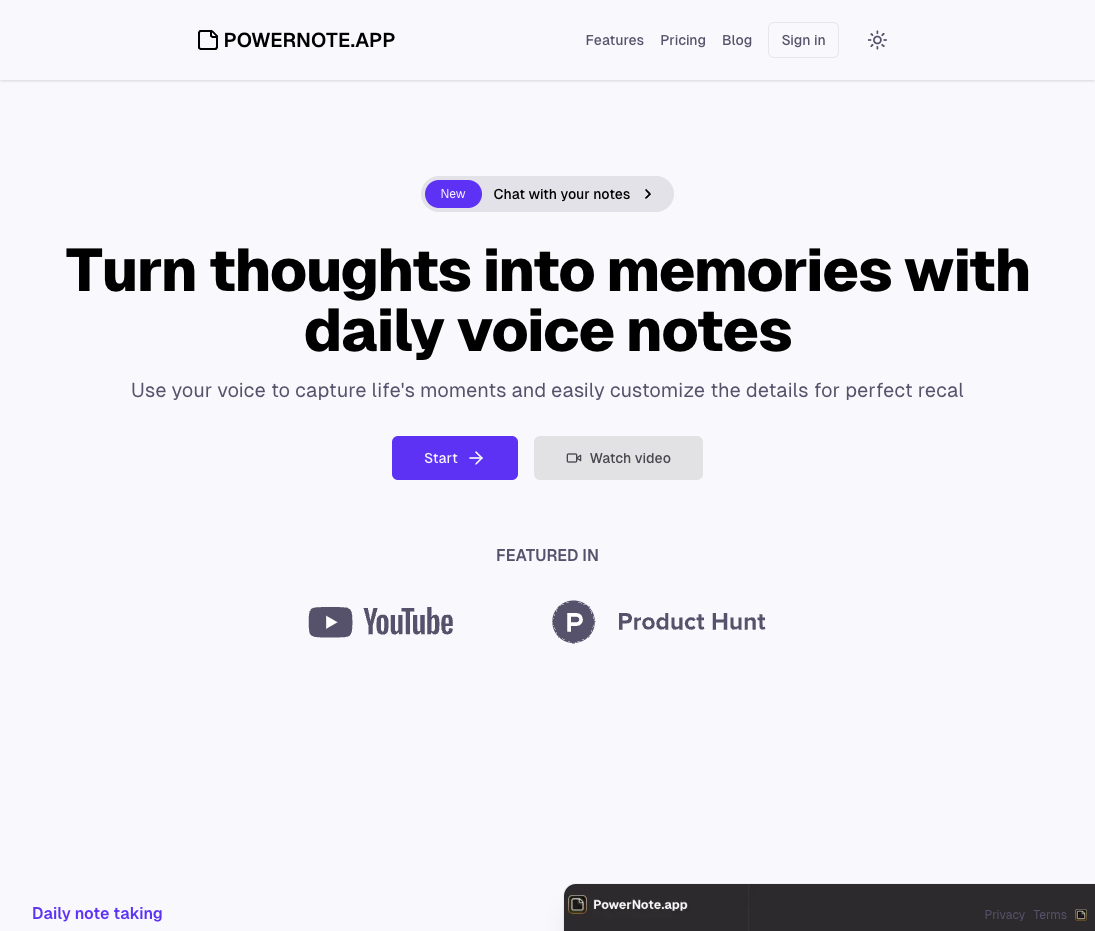 POWERNOTE.APP
Features Pricing Blog Sign in
New Chat with your notes
Turn thoughts into memories with
daily voice notes
Use your voice to capture life's moments and easily customize the details for perfect recal
Start Watch video
FEATURED IN
YouTube P Product Hunt
Daily note taking
PowerNote.app
Privacy Terms